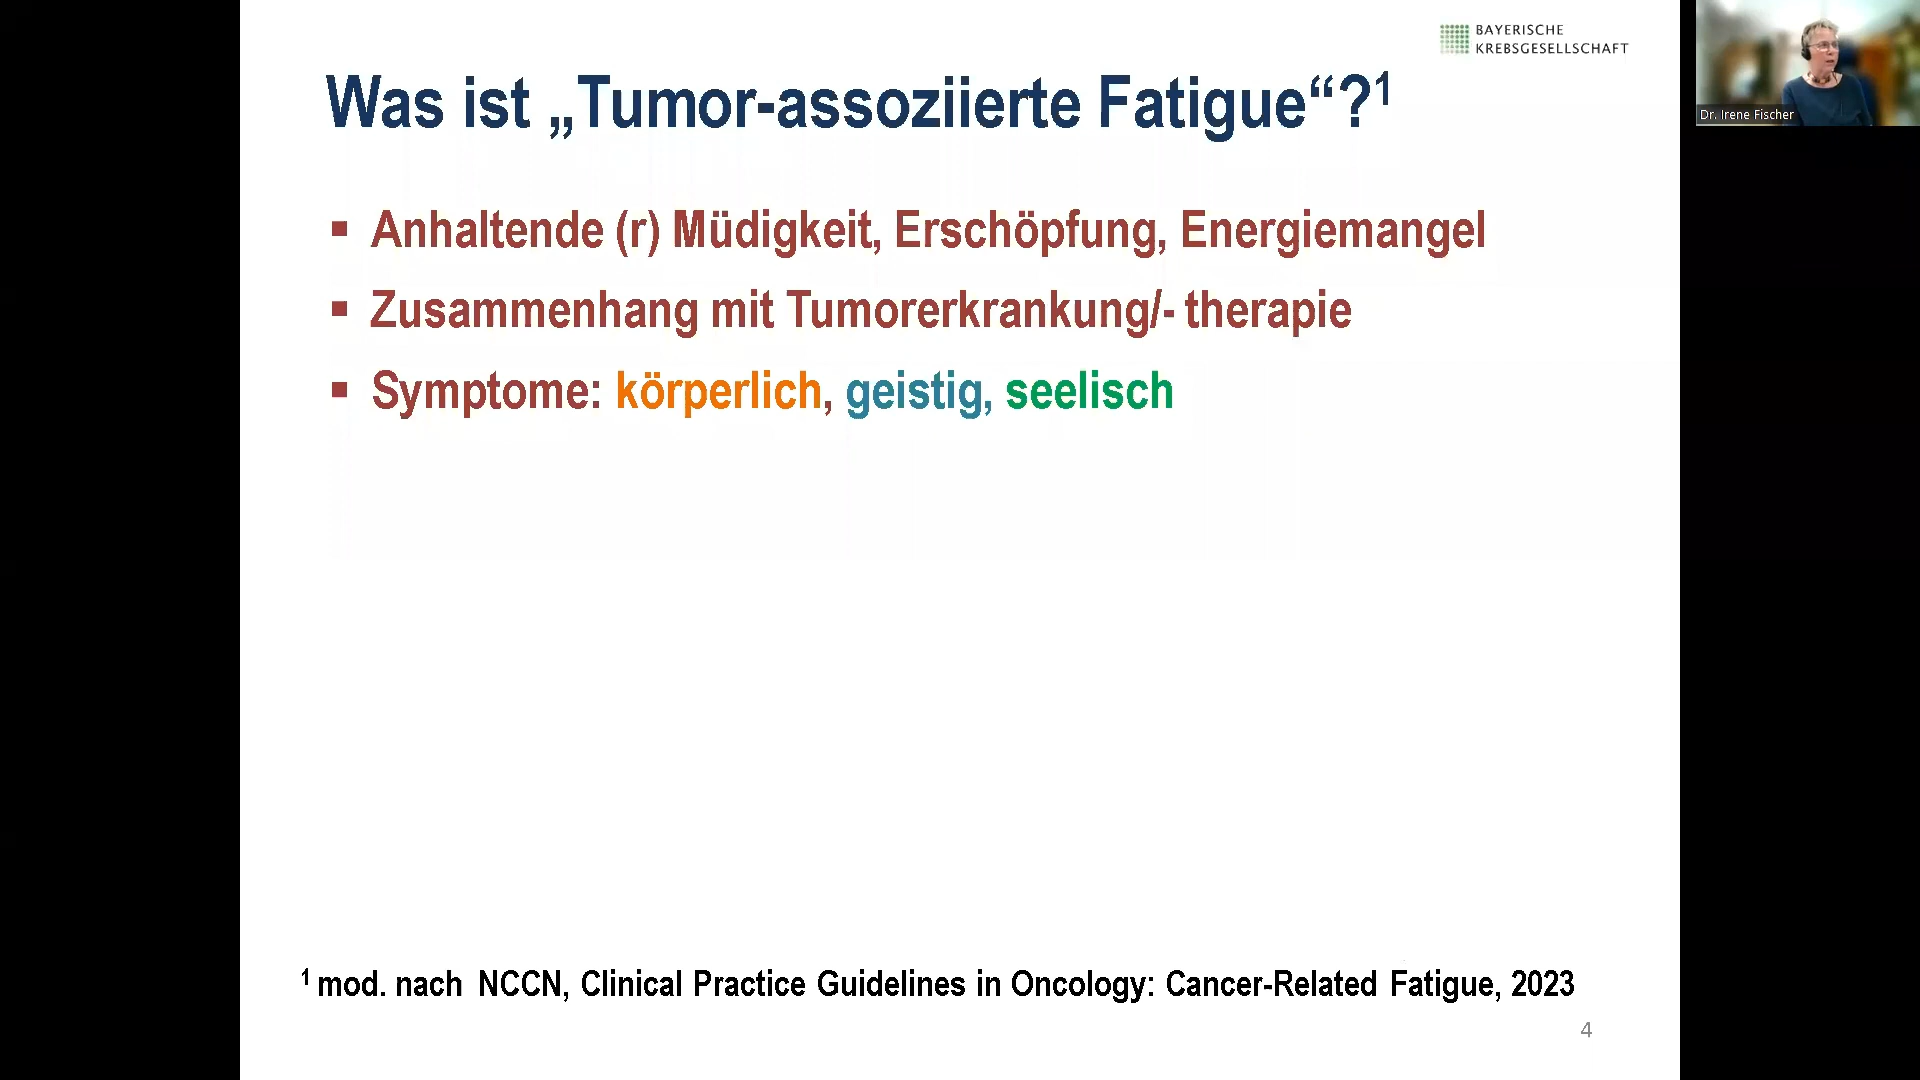 BAYERISCHE
KREBSGESELLSCHAFT
Was ist „Tumor-assoziierte Fatigue“?¹
▪ Anhaltende (r) Müdigkeit, Erschöpfung, Energiemangel
▪ Zusammenhang mit Tumorerkrankung/- therapie
▪ Symptome: körperlich, geistig, seelisch
¹ mod. nach NCCN, Clinical Practice Guidelines in Oncology: Cancer-Related Fatigue, 2023
4
Dr. Irene Fischer